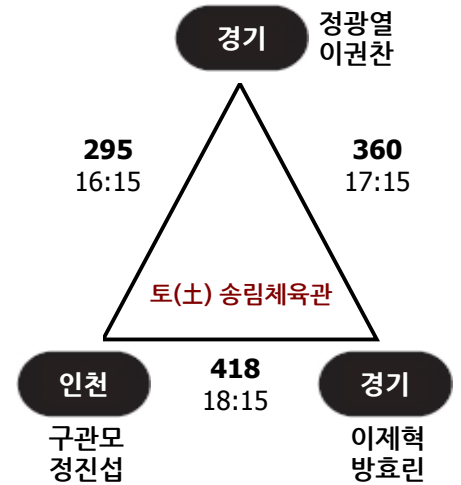 경기
정광열
이권찬
295
16:15
360
17:15
토(土) 송림체육관
418
18:15
인천
구관모
정진섭
경기
이제혁
방효린